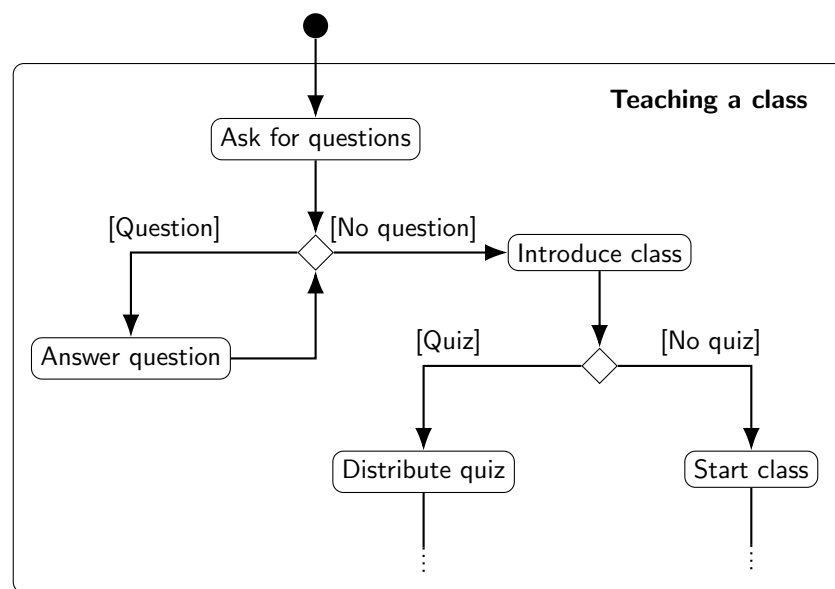 Teaching a class
Ask for questions
[Question]
[No question]
Introduce class
Answer question
[Quiz]
[No quiz]
Distribute quiz
Start class